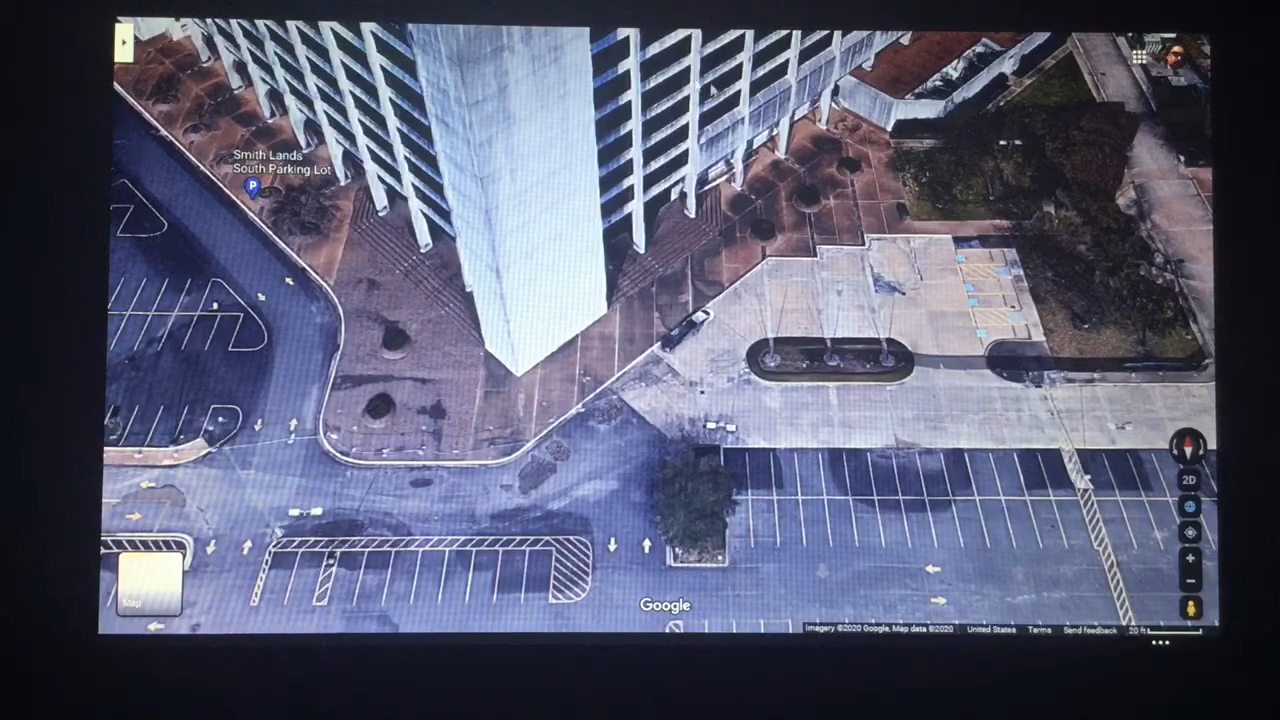 Smith Lands
South Parking Lot
P
2D
Map
Google
Imagery ©2020 Google, Map data ©2020 United States Terms Send feedback 20 ft